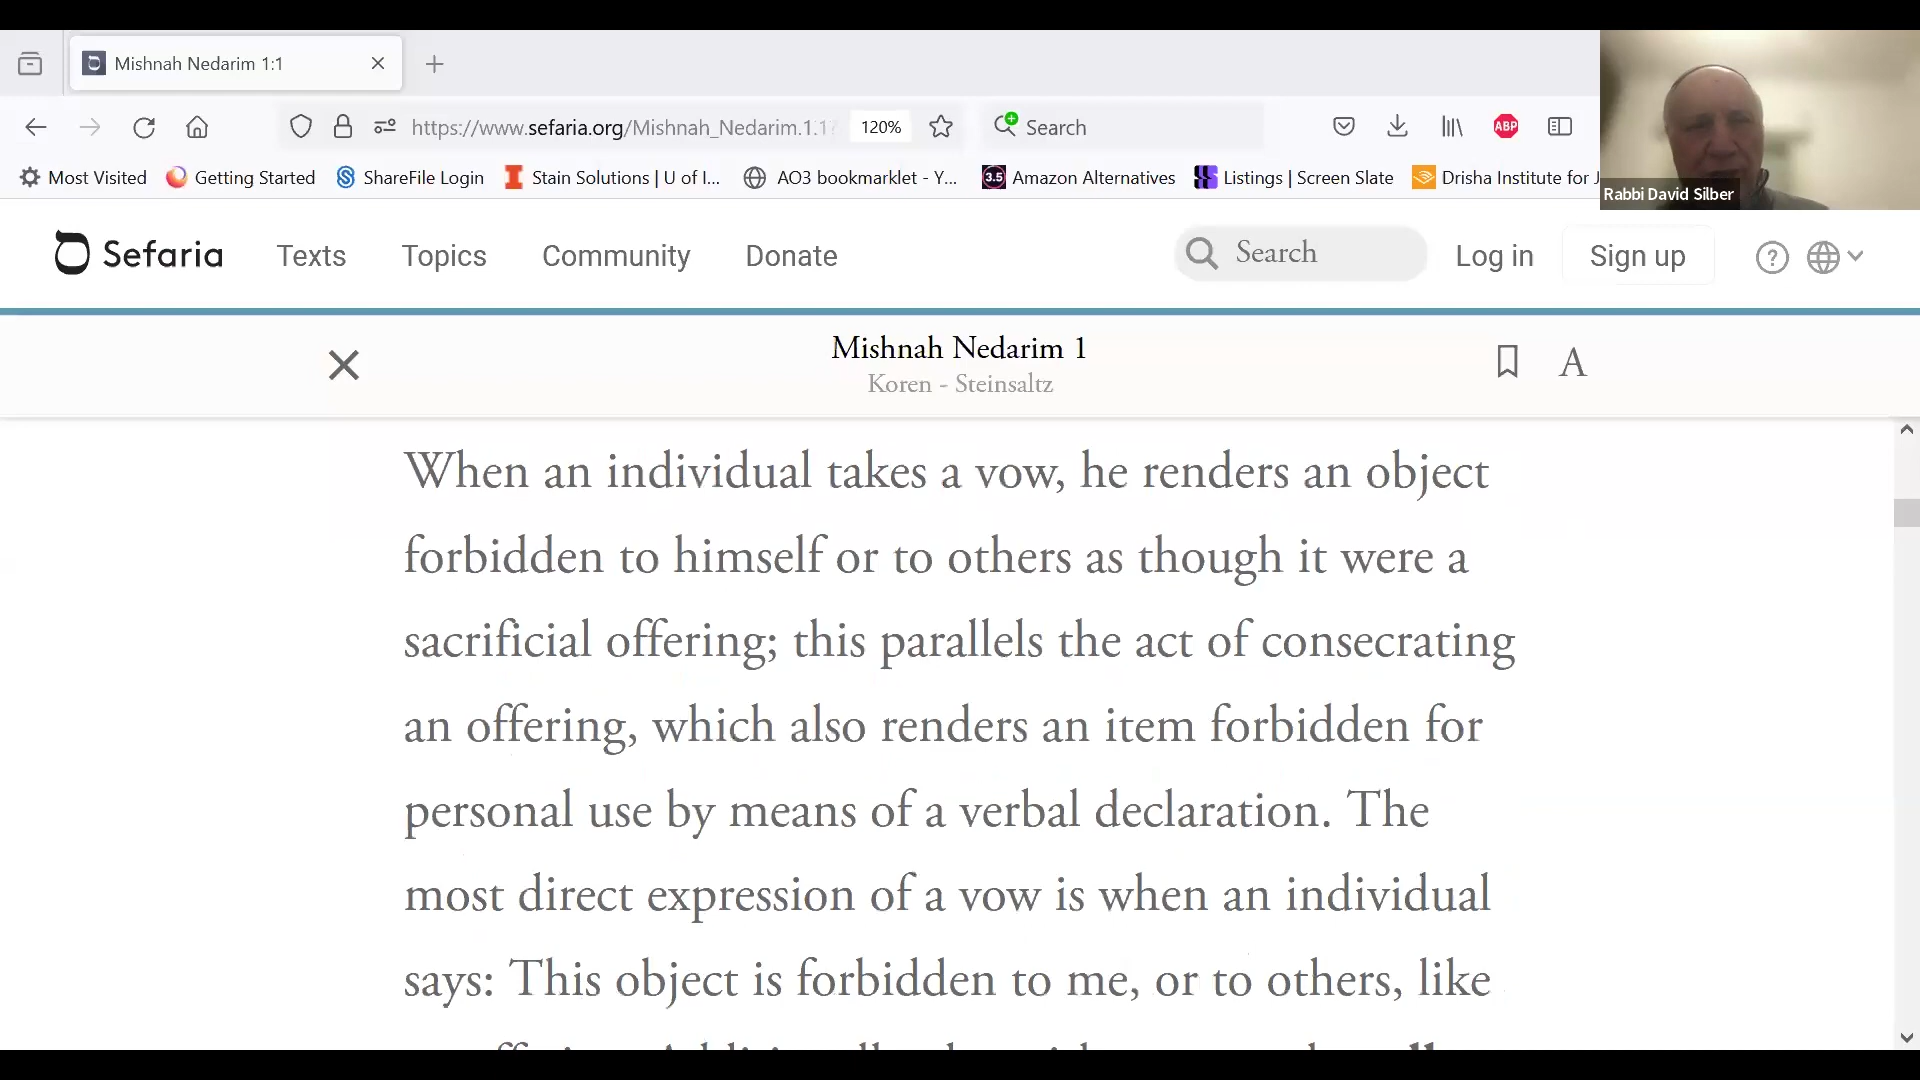 Mishnah Nedarim 1:1
https://www.sefaria.org/Mishnah_Nedarim.1.1?
120%
Search
ABP
Most Visited
Getting Started
ShareFile Login
Stain Solutions | U of I...
AO3 bookmarklet - Y...
3.5 Amazon Alternatives
Listings | Screen Slate
Drisha Institute for J
Rabbi David Silber
Sefaria
Texts
Topics
Community
Donate
Search
Log in
Sign up
?
Mishnah Nedarim 1
Koren - Steinsaltz
A
When an individual takes a vow, he renders an object
forbidden to himself or to others as though it were a
sacrificial offering; this parallels the act of consecrating
an offering, which also renders an item forbidden for
personal use by means of a verbal declaration. The
most direct expression of a vow is when an individual
says: This object is forbidden to me, or to others, like